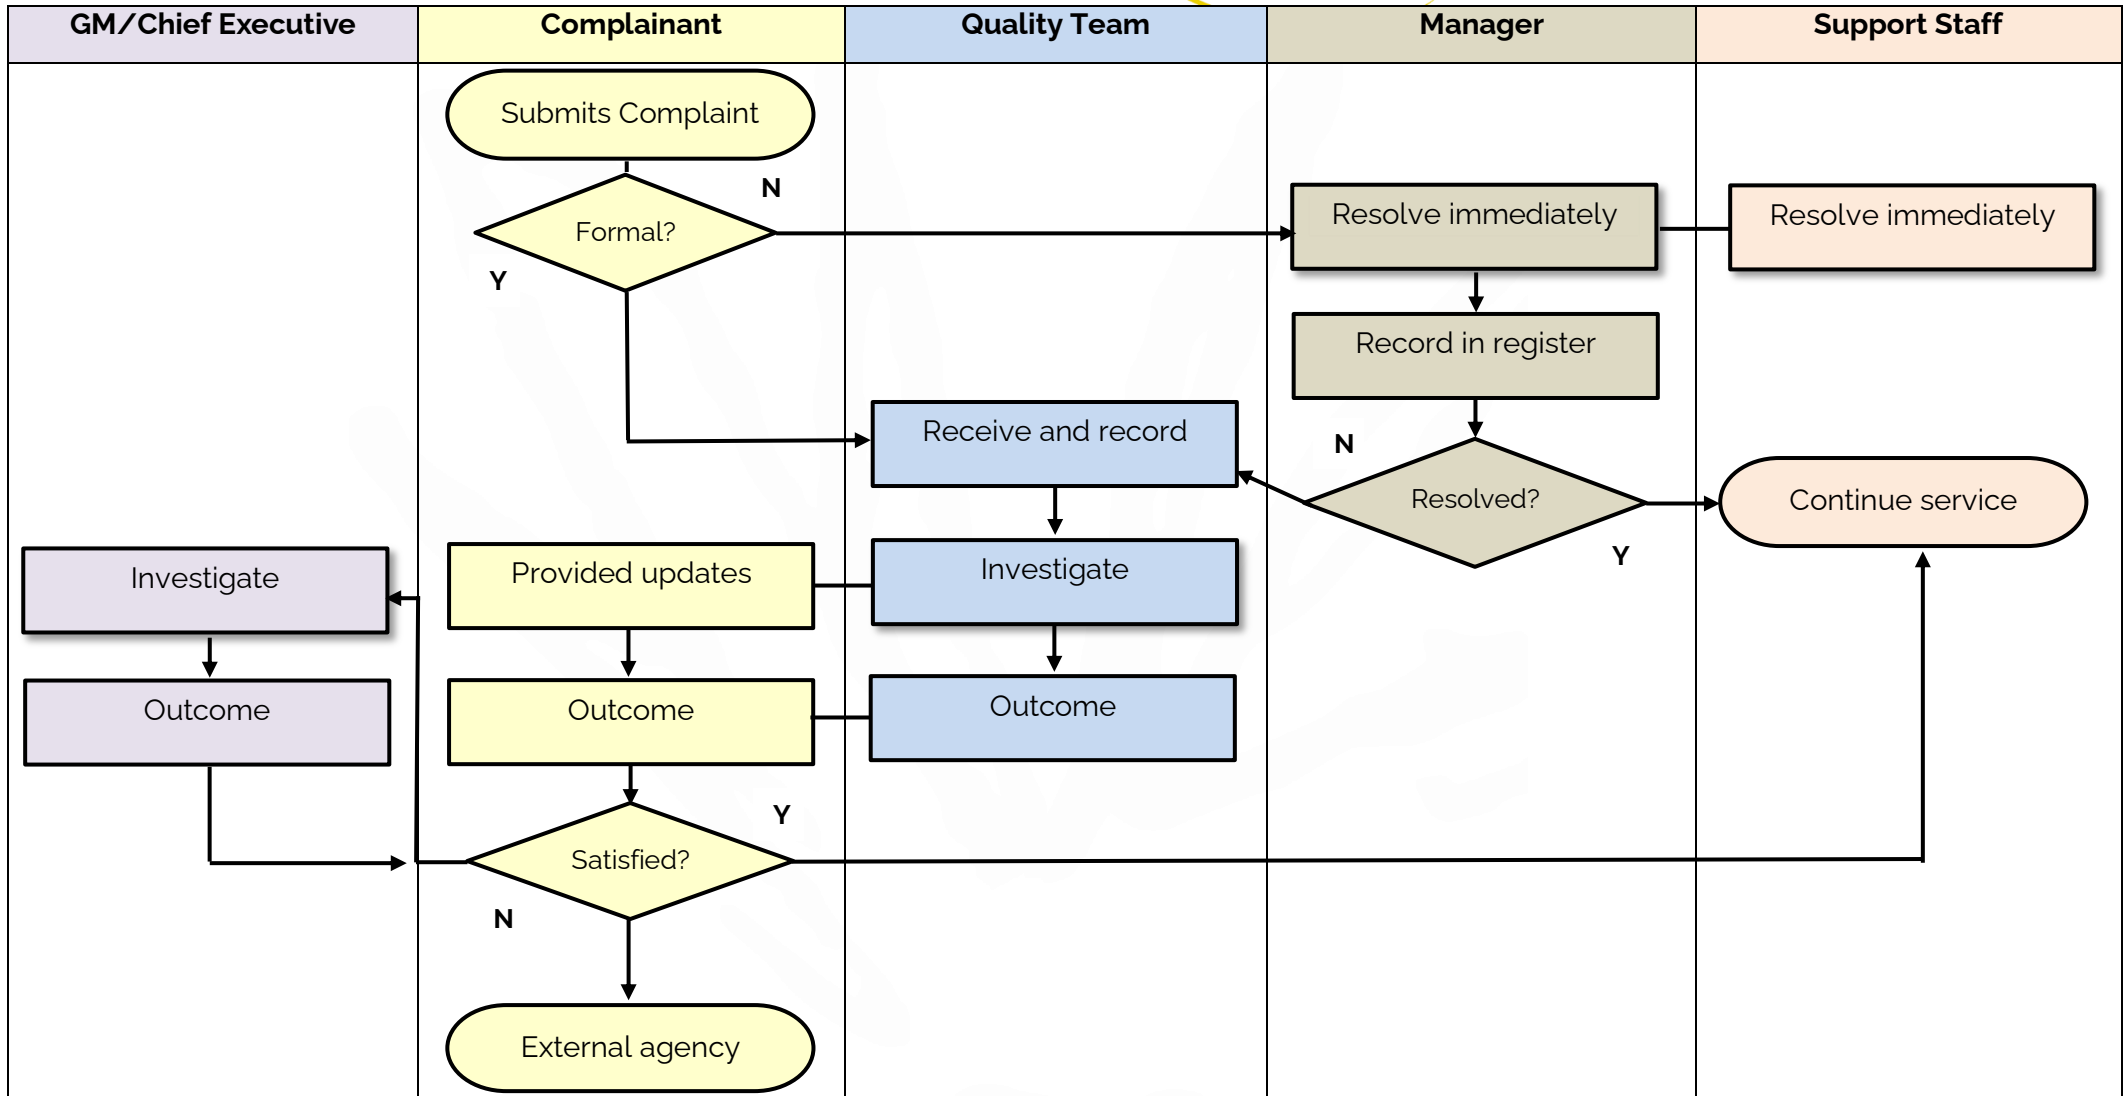 GM/Chief Executive
Complainant
Quality Team
Manager
Support Staff
Submits Complaint
N
Formal?
Y
Resolve immediately
Resolve immediately
Record in register
Receive and record
N
Resolved?
Y
Continue service
Investigate
Provided updates
Investigate
Outcome
Outcome
Outcome
Y
Satisfied?
N
External agency